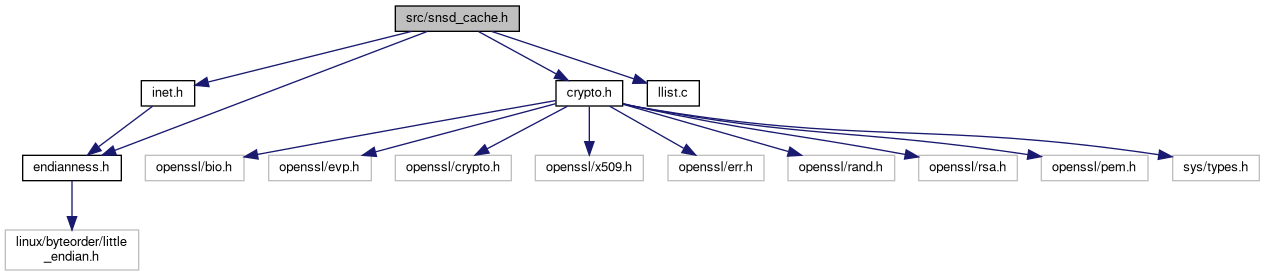 src/snsd_cache.h
inet.h
crypto.h
llist.c
endianness.h
openssl/bio.h
openssl/evp.h
openssl/crypto.h
openssl/x509.h
openssl/err.h
openssl/rand.h
openssl/rsa.h
openssl/pem.h
sys/types.h
linux/byteorder/little
_endian.h